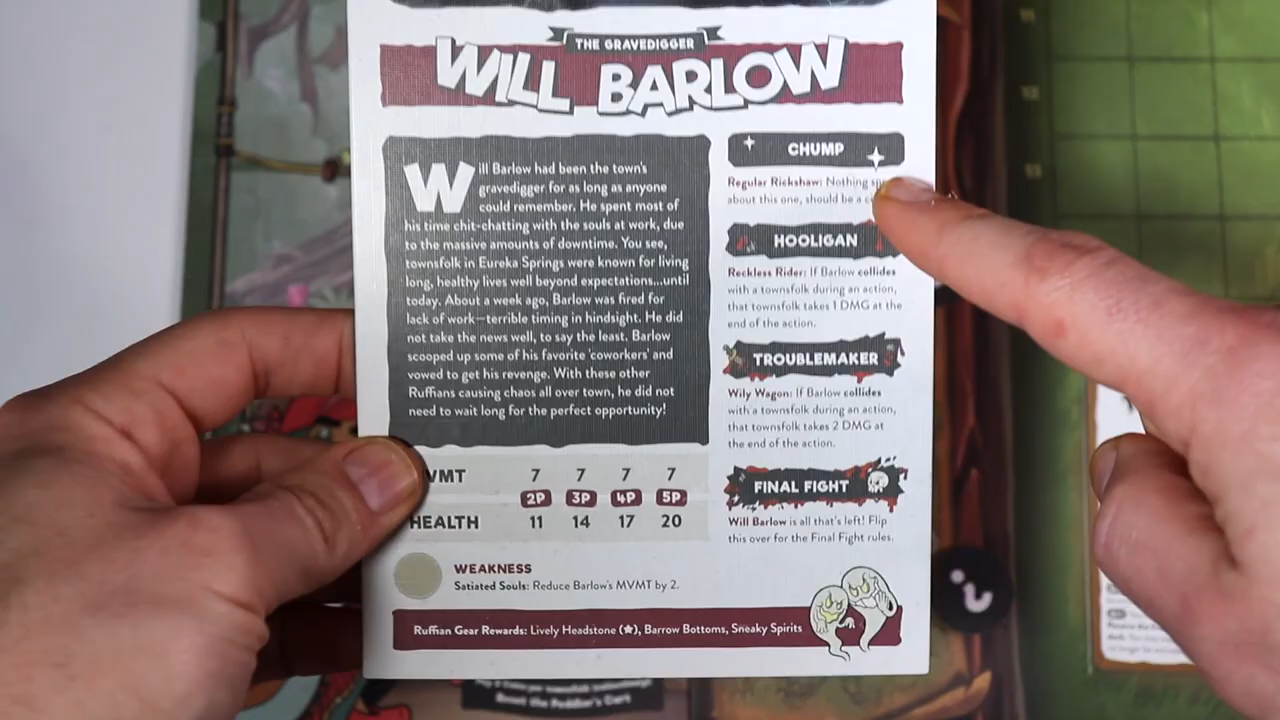 THE GRAVEDIGGER
WILL BARLOW
Will Barlow had been the town's
gravedigger for as long as anyone
could remember. He spent most of
his time chit-chatting with the souls at work, due
to the massive amounts of downtime. You see,
townsfolk in Eureka Springs were known for living
long, healthy lives well beyond expectations...until
today. About a week ago, Barlow was fired for
lack of work—terrible timing in hindsight. He did
not take the news well, to say the least. Barlow
scooped up some of his favorite 'coworkers' and
vowed to get his revenge. With these other
Ruffians causing chaos all over town, he did not
need to wait long for the perfect opportunity!
VMT 7 7 7 7
2P 3P 4P 5P
HEALTH 11 14 17 20
WEAKNESS
Satiated Souls: Reduce Barlow's MVMT by 2.
Ruffian Gear Rewards: Lively Headstone (★), Barrow Bottoms, Sneaky Spirits
CHUMP
Regular Rickshaw: Nothing
about this one, should be a
HOOLIGAN
Reckless Rider: If Barlow collides
with a townsfolk during an action,
that townsfolk takes 1 DMG at the
end of the action.
TROUBLEMAKER
Wily Wagon: If Barlow collides
with a townsfolk during an action,
that townsfolk takes 2 DMG at
the end of the action.
FINAL FIGHT
Will Barlow is all that's left! Flip
this over for the Final Fight rules.
11
12
13